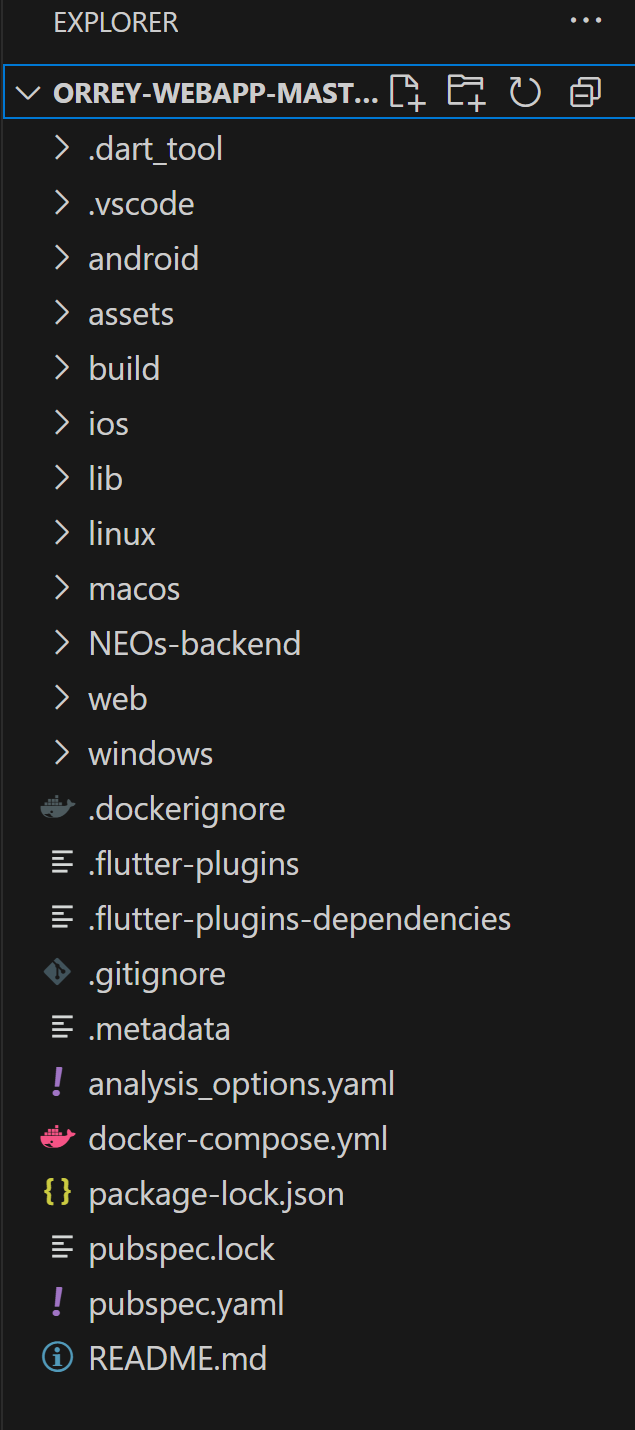 EXPLORER
ORREY-WEBAPP-MAST...
.dart_tool
.vscode
android
assets
build
ios
lib
linux
macos
NEOs-backend
web
windows
.dockerignore
.flutter-plugins
.flutter-plugins-dependencies
.gitignore
.metadata
analysis_options.yaml
docker-compose.yml
package-lock.json
pubspec.lock
pubspec.yaml
README.md